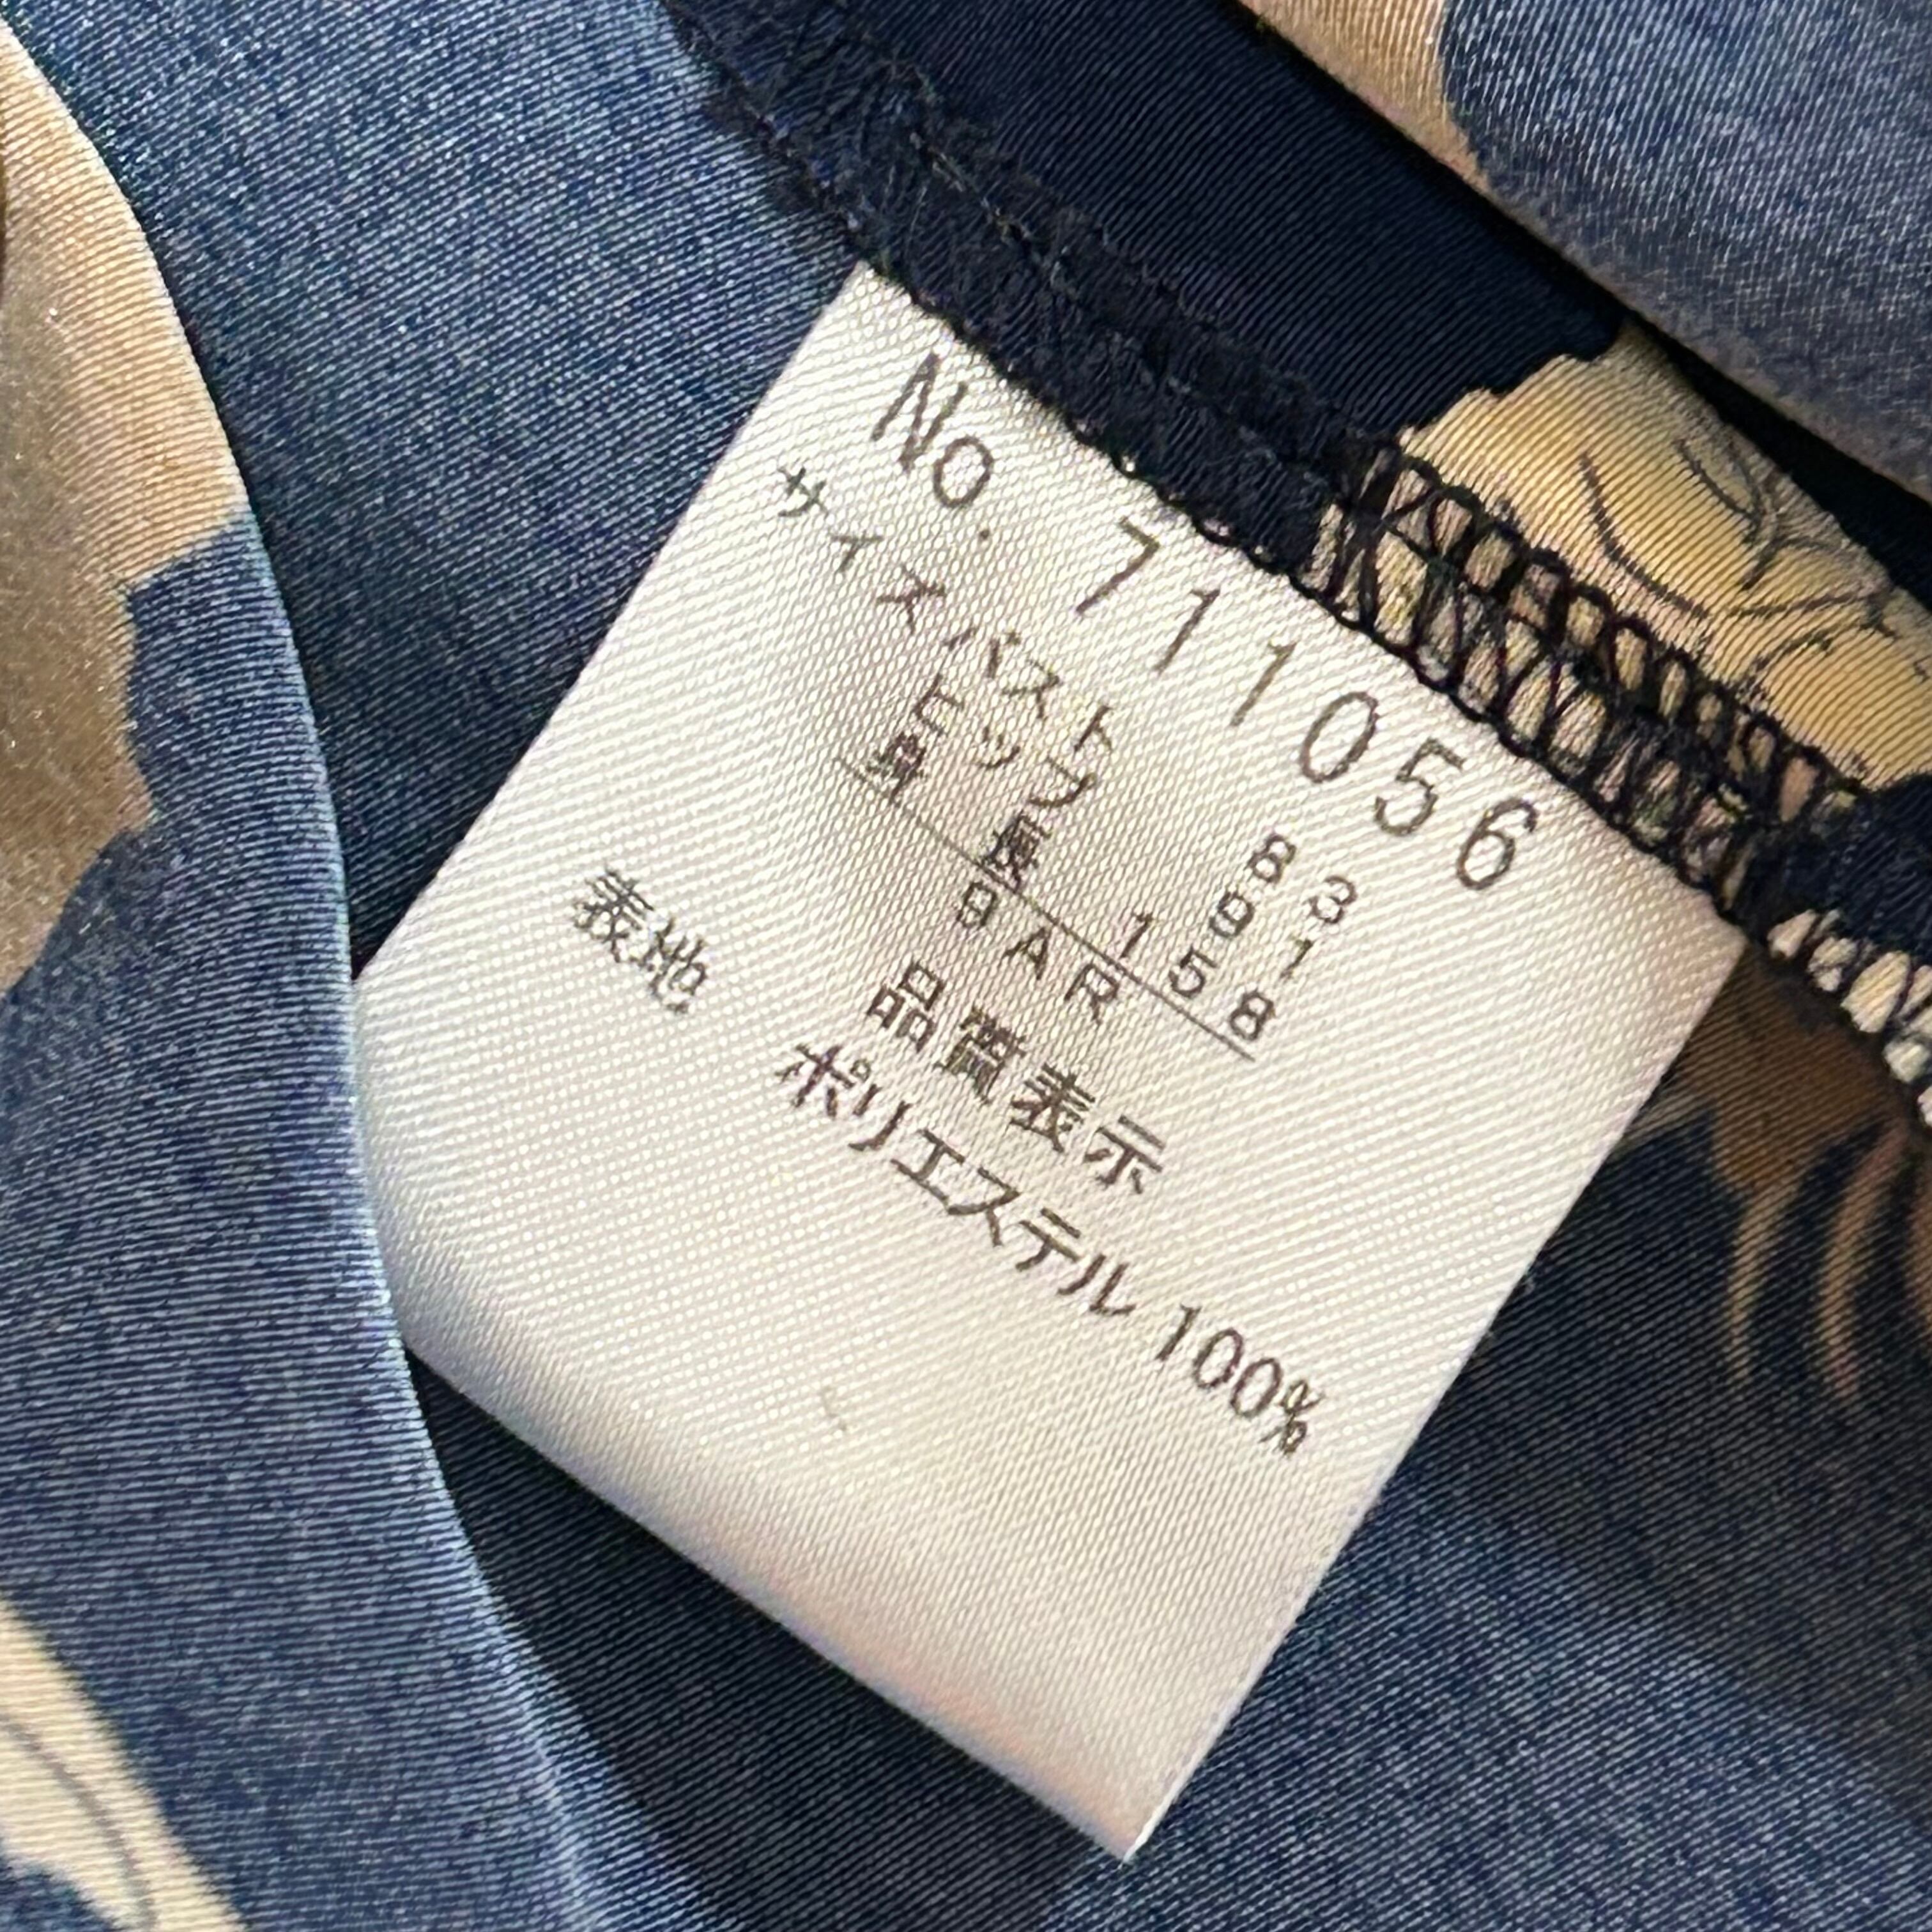 No. 711056
サイズ バスト 83
ヒップ 91
身長 158
9AR
品質表示
表地 ポリエステル 100%